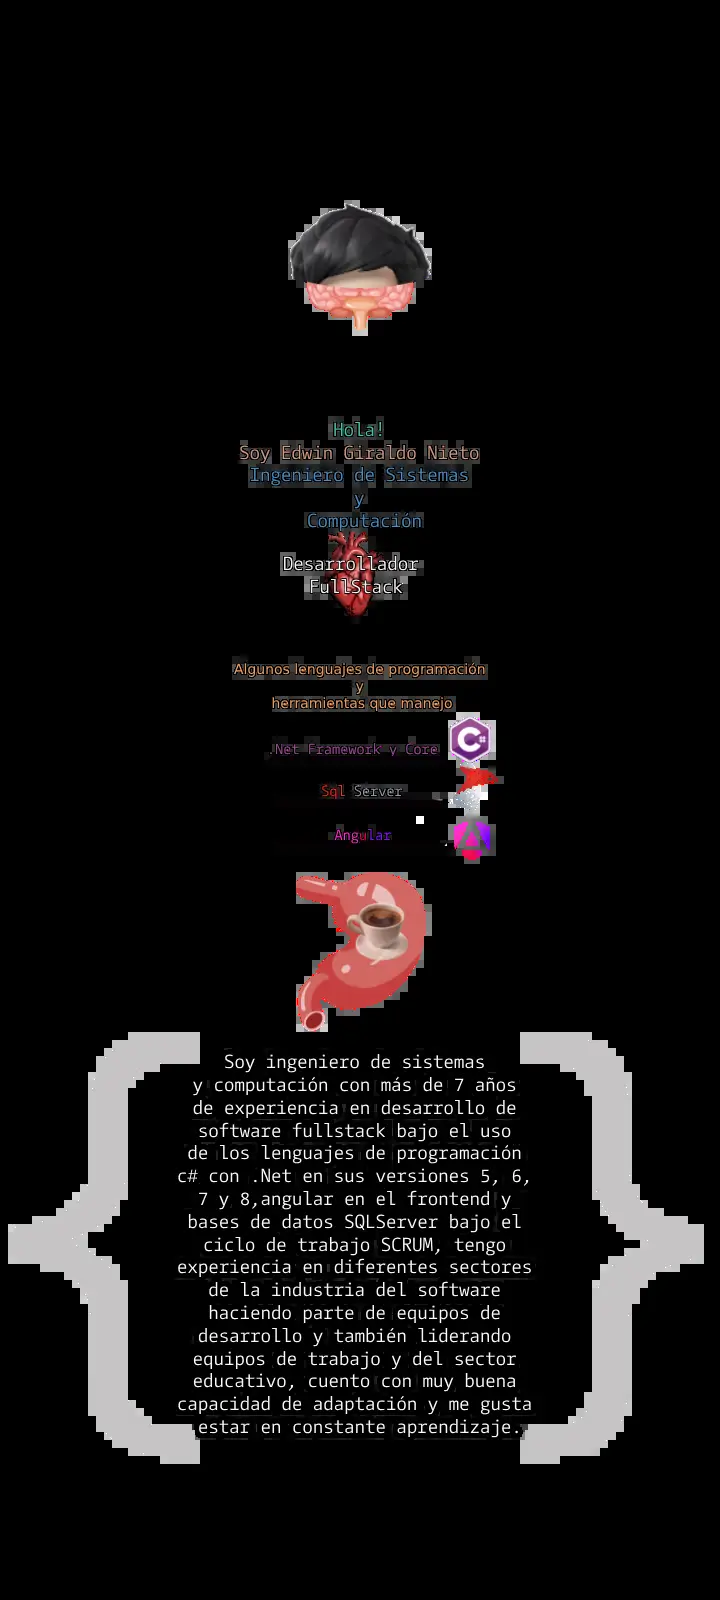 Hola!
Soy Edwin Giraldo Nieto
Ingeniero de Sistemas
y
Computación
Desarrollador
FullStack
Algunos lenguajes de programación
y
herramientas que manejo
.Net Framework y Core
Sql Server
Angular
Soy ingeniero de sistemas
y computación con más de 7 años
de experiencia en desarrollo de
software fullstack bajo el uso
de los lenguajes de programación
c# con .Net en sus versiones 5, 6,
7 y 8,angular en el frontend y
bases de datos SQLServer bajo el
ciclo de trabajo SCRUM, tengo
experiencia en diferentes sectores
de la industria del software
haciendo parte de equipos de
desarrollo y también liderando
equipos de trabajo y del sector
educativo, cuento con muy buena
capacidad de adaptación y me gusta
estar en constante aprendizaje.